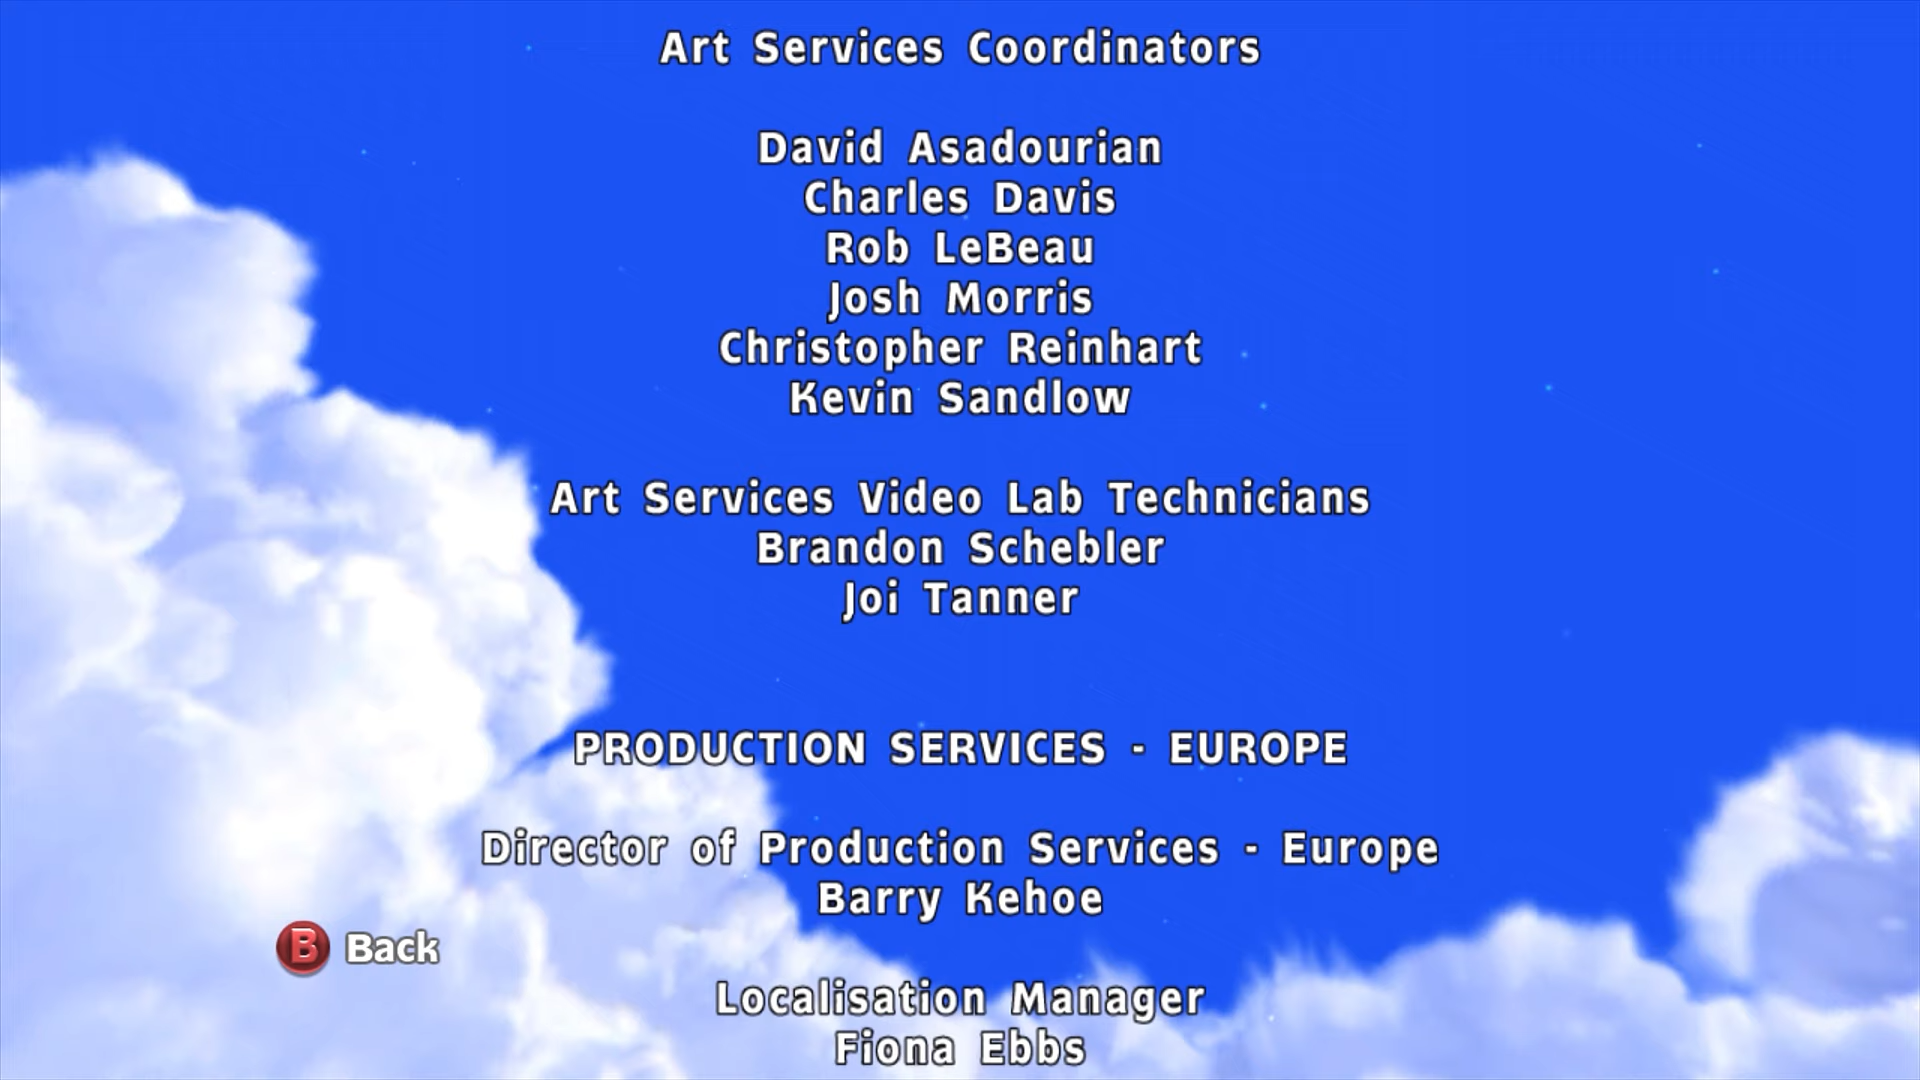 Art Services Coordinators
David Asadourian
Charles Davis
Rob LeBeau
Josh Morris
Christopher Reinhart
Kevin Sandlow
Art Services Video Lab Technicians
Brandon Schebler
Joi Tanner
PRODUCTION SERVICES - EUROPE
Director of Production Services - Europe
Barry Kehoe
B Back
Localisation Manager
Fiona Ebbs